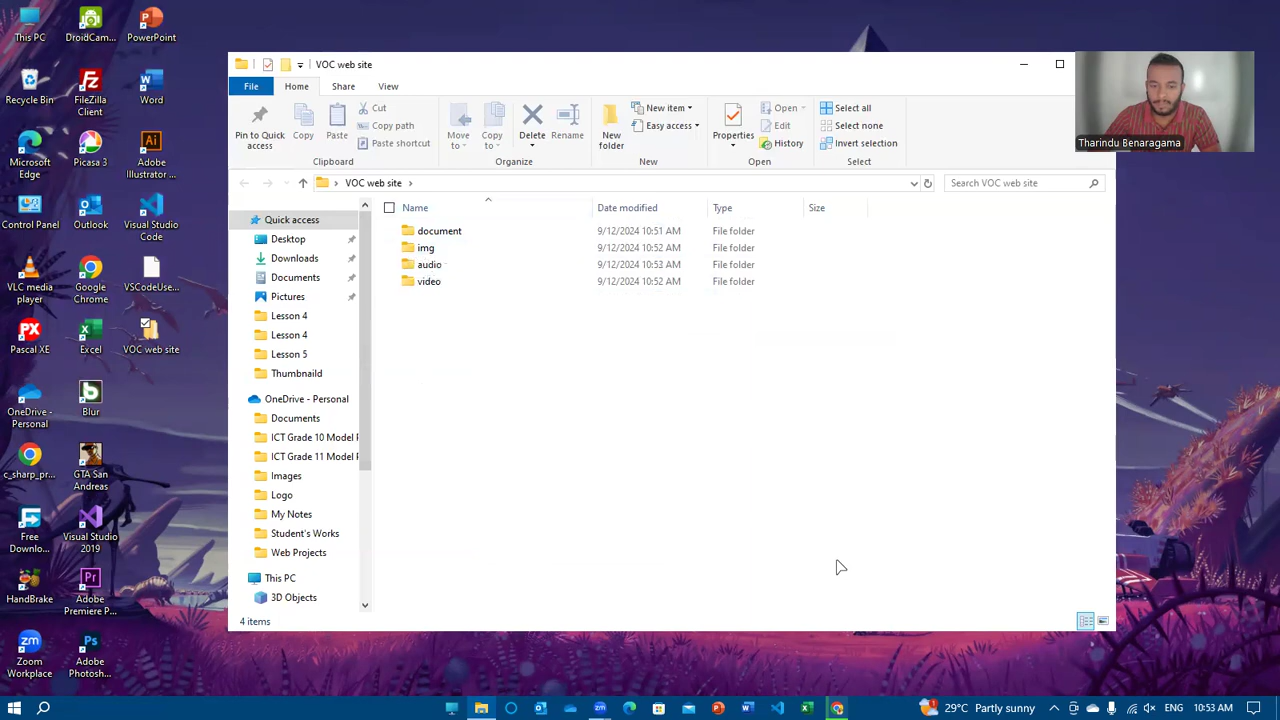 This PC
DroidCam...
PowerPoint
Recycle Bin
FileZilla Client
Word
Microsoft Edge
Picasa 3
Adobe Illustrator ...
Control Panel
Outlook
Visual Studio Code
VLC media player
Google Chrome
VSCodeUse...
Pascal XE
Excel
VOC web site
OneDrive - Personal
Blur
c_sharp_pr...
GTA San Andreas
Free Downlo...
Visual Studio 2019
HandBrake
Adobe Premiere P...
Zoom Workplace
Adobe Photosh...
VOC web site
File
Home
Share
View
Pin to Quick access
Copy
Paste
Cut
Copy path
Paste shortcut
Clipboard
Move to
Copy to
Delete
Rename
Organize
New folder
New item
Easy access
New
Properties
Open
Edit
History
Open
Select all
Select none
Invert selection
Select
Tharindu Benaragama
VOC web site
Search VOC web site
Name Date modified Type Size
document 9/12/2024 10:51 AM File folder
img 9/12/2024 10:52 AM File folder
audio 9/12/2024 10:53 AM File folder
video 9/12/2024 10:52 AM File folder
Quick access
Desktop
Downloads
Documents
Pictures
Lesson 4
Lesson 4
Lesson 5
Thumbnaild
OneDrive - Personal
Documents
ICT Grade 10 Model P
ICT Grade 11 Model P
Images
Logo
My Notes
Student's Works
Web Projects
This PC
3D Objects
4 items
29°C Partly sunny
ENG
10:53 AM